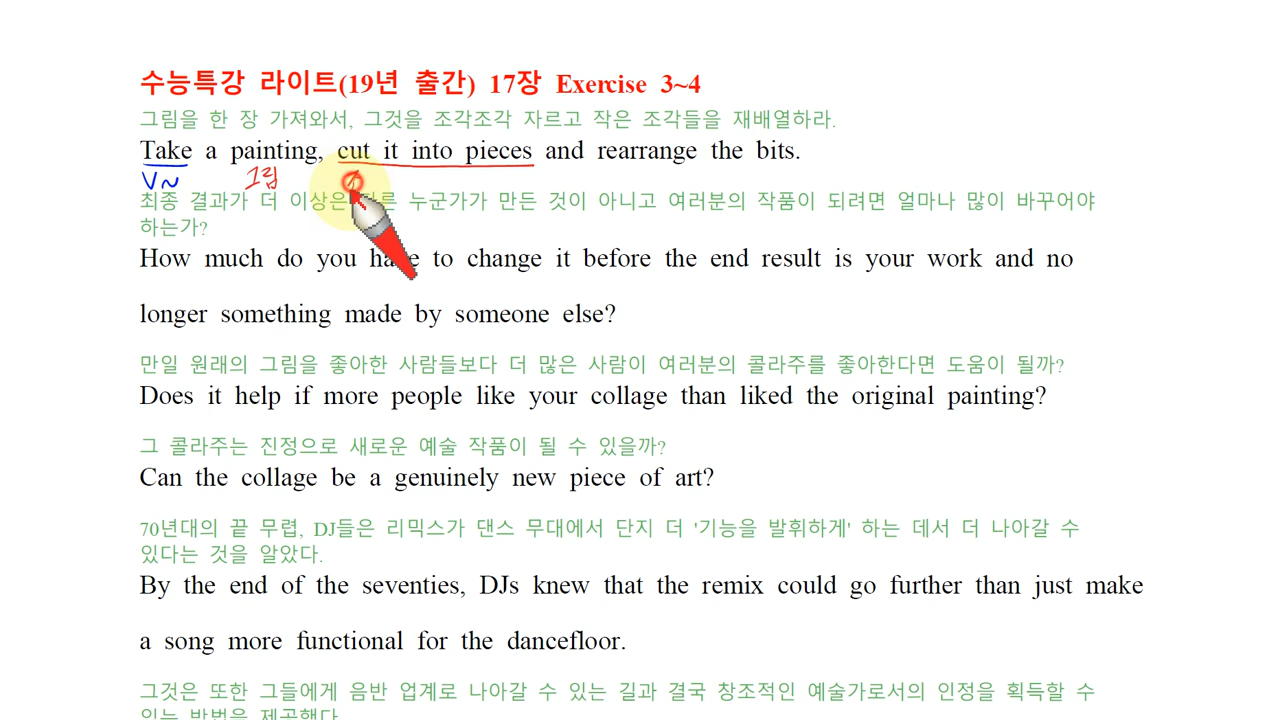 수능특강 라이트(19년 출간) 17장 Exercise 3~4
그림을 한 장 가져와서, 그것을 조각조각 자르고 작은 조각들을 재배열하라.
Take a painting, cut it into pieces and rearrange the bits.
V~ 그림
최종 결과가 더 이상은 다른 누군가가 만든 것이 아니고 여러분의 작품이 되려면 얼마나 많이 바꾸어야
하는가?
How much do you have to change it before the end result is your work and no
longer something made by someone else?
만일 원래의 그림을 좋아한 사람들보다 더 많은 사람이 여러분의 콜라주를 좋아한다면 도움이 될까?
Does it help if more people like your collage than liked the original painting?
그 콜라주는 진정으로 새로운 예술 작품이 될 수 있을까?
Can the collage be a genuinely new piece of art?
70년대의 끝 무렵, DJ들은 리믹스가 댄스 무대에서 단지 더 '기능을 발휘하게' 하는 데서 더 나아갈 수
있다는 것을 알았다.
By the end of the seventies, DJs knew that the remix could go further than just make
a song more functional for the dancefloor.
그것은 또한 그들에게 음반 업계로 나아갈 수 있는 길과 결국 창조적인 예술가로서의 인정을 획득할 수
있는 방법을 제공했다.